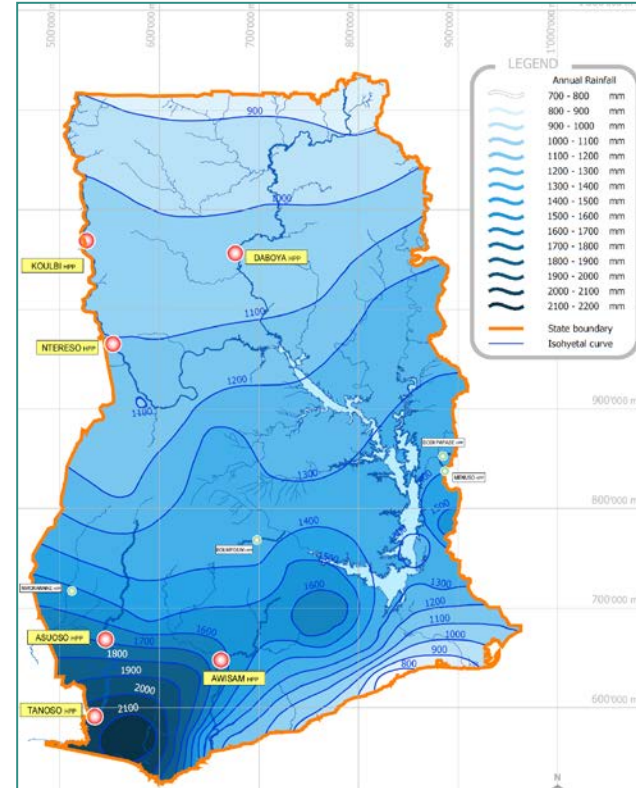 500'000 m
600'000 m
700'000 m
800'000 m
900'000 m
1'000'000 m
LEGEND
Annual Rainfall
700 - 800 mm
800 - 900 mm
900 - 1000 mm
1000 - 1100 mm
1100 - 1200 mm
1200 - 1300 mm
1300 - 1400 mm
1400 - 1500 mm
1500 - 1600 mm
1600 - 1700 mm
1700 - 1800 mm
1800 - 1900 mm
1900 - 2000 mm
2000 - 2100 mm
2100 - 2200 mm
State boundary
Isohyetal curve
900
1000
KOULBI HPP
DABOYA HPP
1100
NTERESO HPP
1200
1100
900'000 m
1300
MENUSO HPP
800'000 m
1500
1400
1500
1600
1300
1200
1100
1000
900
800
700'000 m
ASUOSO HPP
1700
1600
1800
1900
AWISAM HPP
2000
2100
TANOSO HPP
600'000 m
N